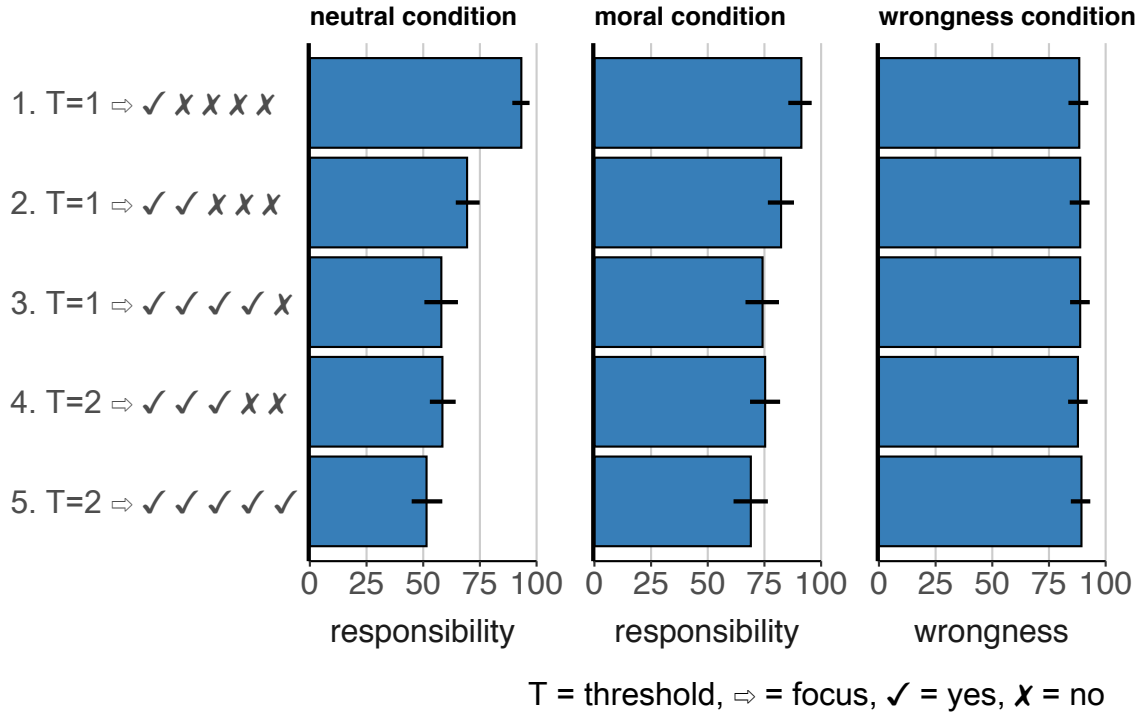 neutral condition moral condition wrongness condition
1. T=1 ⇨ ✓ ✗ ✗ ✗ ✗
2. T=1 ⇨ ✓ ✓ ✗ ✗ ✗
3. T=1 ⇨ ✓ ✓ ✓ ✓ ✗
4. T=2 ⇨ ✓ ✓ ✓ ✗ ✗
5. T=2 ⇨ ✓ ✓ ✓ ✓ ✓
0 25 50 75 100 0 25 50 75 100 0 25 50 75 100
responsibility responsibility wrongness
T = threshold, ⇨ = focus, ✓ = yes, ✗ = no